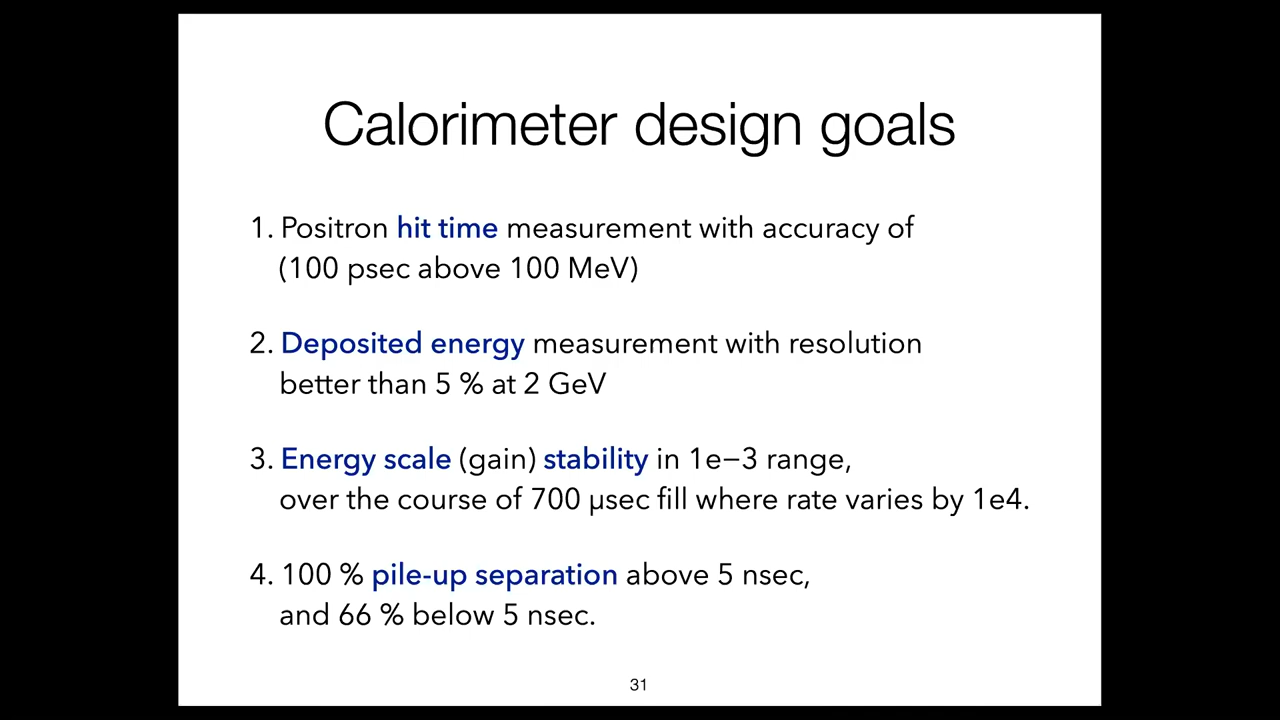 Calorimeter design goals
1. Positron hit time measurement with accuracy of
(100 psec above 100 MeV)
2. Deposited energy measurement with resolution
better than 5 % at 2 GeV
3. Energy scale (gain) stability in 1e−3 range,
over the course of 700 μsec fill where rate varies by 1e4.
4. 100 % pile-up separation above 5 nsec,
and 66 % below 5 nsec.
31